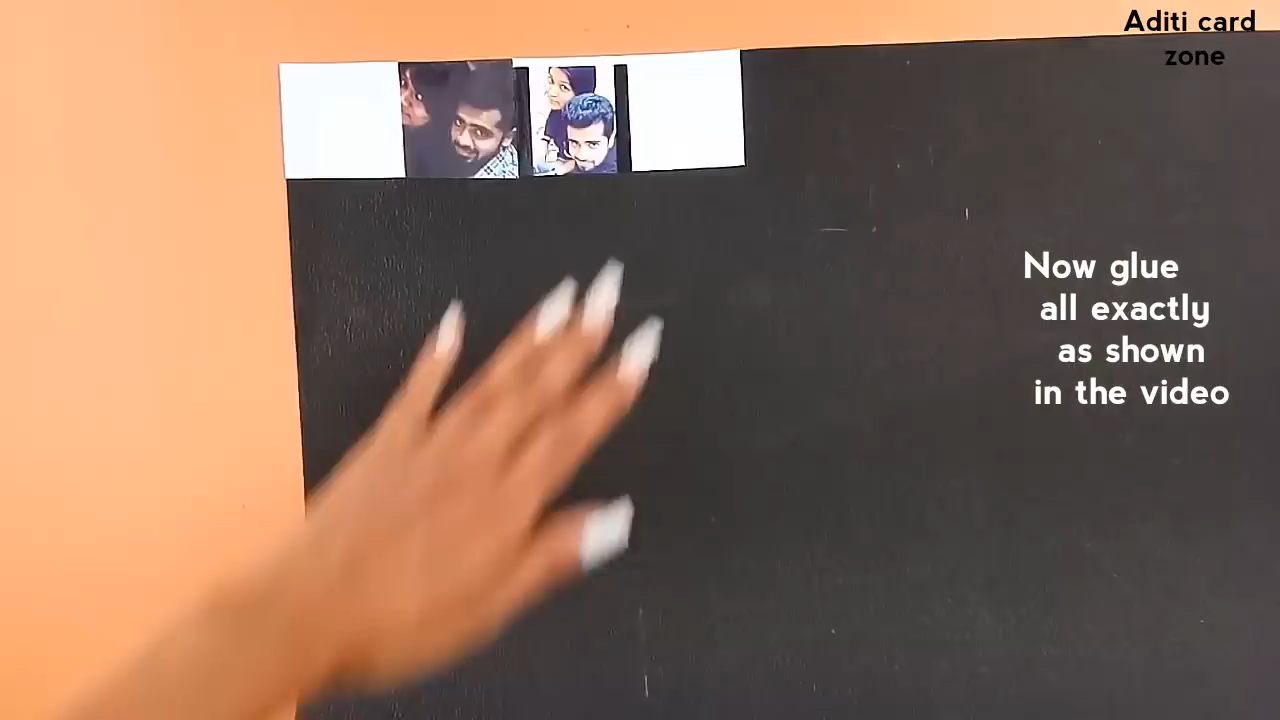 Aditi card
zone
Now glue
all exactly
as shown
in the video